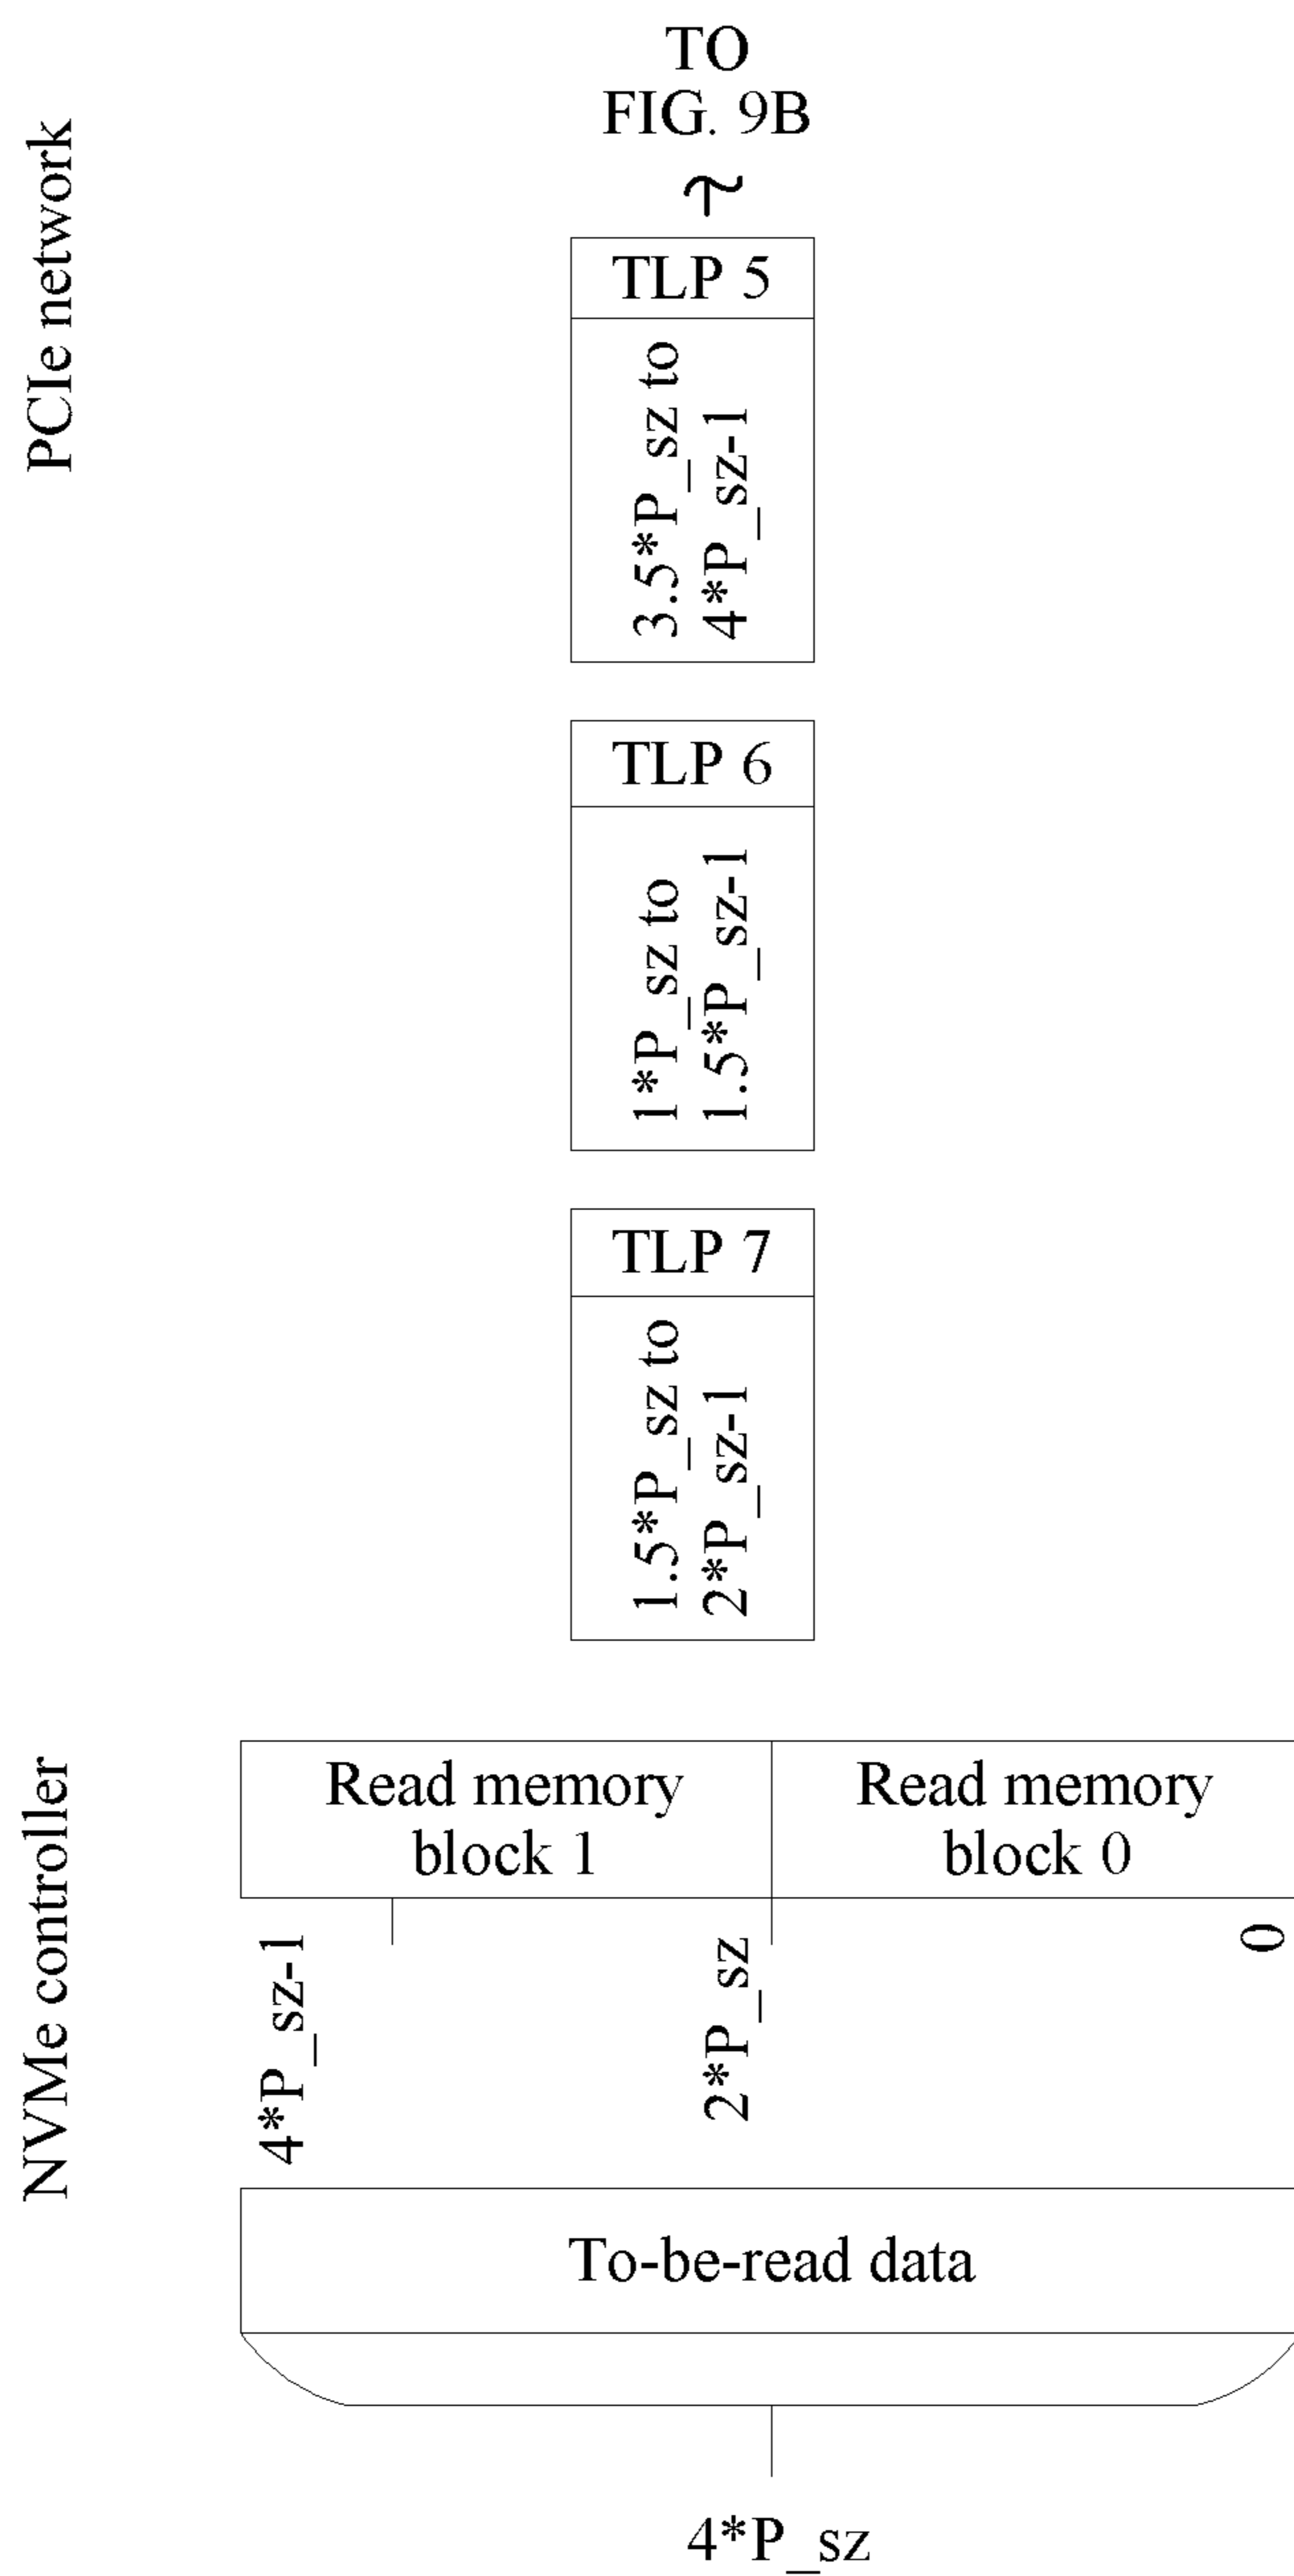 TO
FIG. 9B
PCIe network
TLP 5
3.5*P_sz to
4*P_sz-1
TLP 6
1*P_sz to
1.5*P_sz-1
TLP 7
1.5*P_sz to
2*P_sz-1
NVMe controller
Read memory
block 1
Read memory
block 0
4*P_sz-1
2*P_sz
0
To-be-read data
4*P_sz